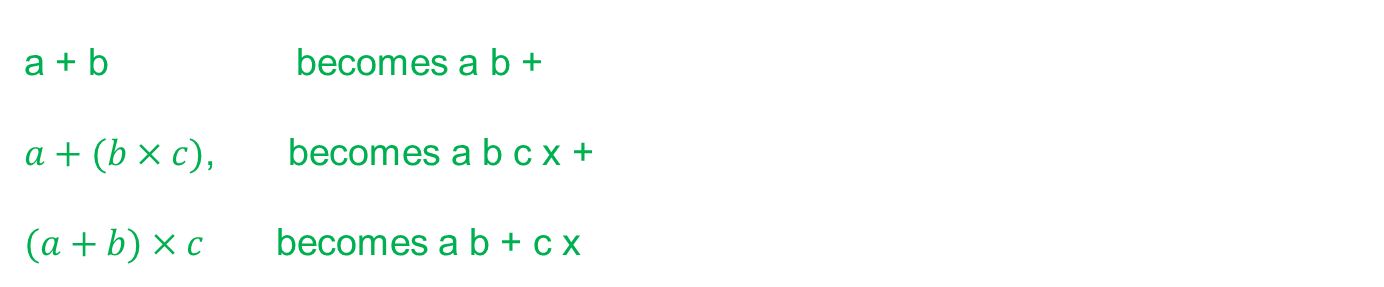 a + b becomes a b +
a + (b × c), becomes a b c x +
(a + b) × c becomes a b + c x